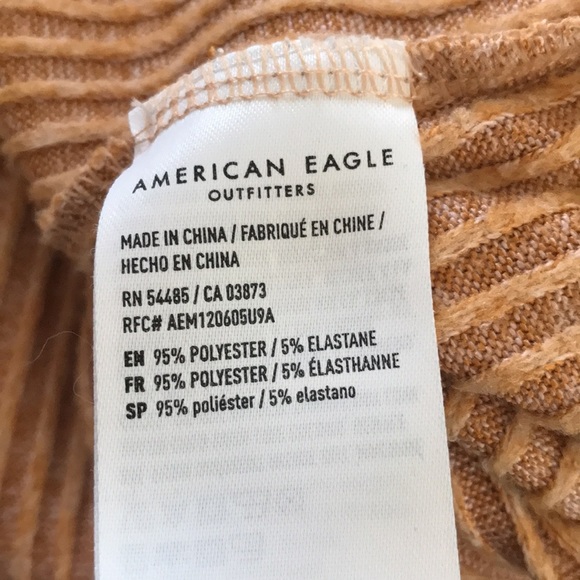 AMERICAN EAGLE
OUTFITTERS
MADE IN CHINA / FABRIQUÉ EN CHINE /
HECHO EN CHINA
RN 54485 / CA 03873
RFC# AEM120605U9A
EN 95% POLYESTER / 5% ELASTANE
FR 95% POLYESTER / 5% ÉLASTHANNE
SP 95% poliéster / 5% elastano